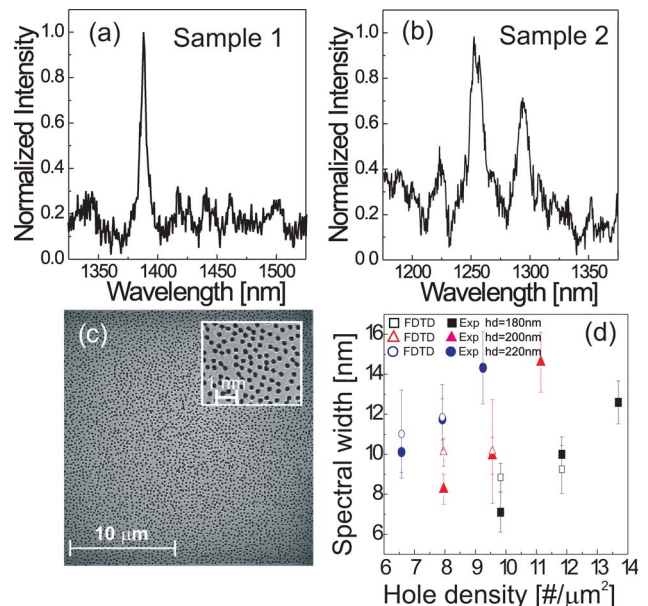 (a) Sample 1
Normalized Intensity
1.0
0.8
0.6
0.4
0.2
0.0
1350 1400 1450 1500
Wavelength [nm]
(b) Sample 2
Normalized Intensity
1.0
0.8
0.6
0.4
0.2
0.0
1200 1250 1300 1350
Wavelength [nm]
(c)
10 μm
(d)
FDTD Exp hd=180nm
FDTD Exp hd=200nm
FDTD Exp hd=220nm
Spectral width [nm]
16
14
12
10
8
6
6 7 8 9 10 11 12 13 14
Hole density [#/μm²]